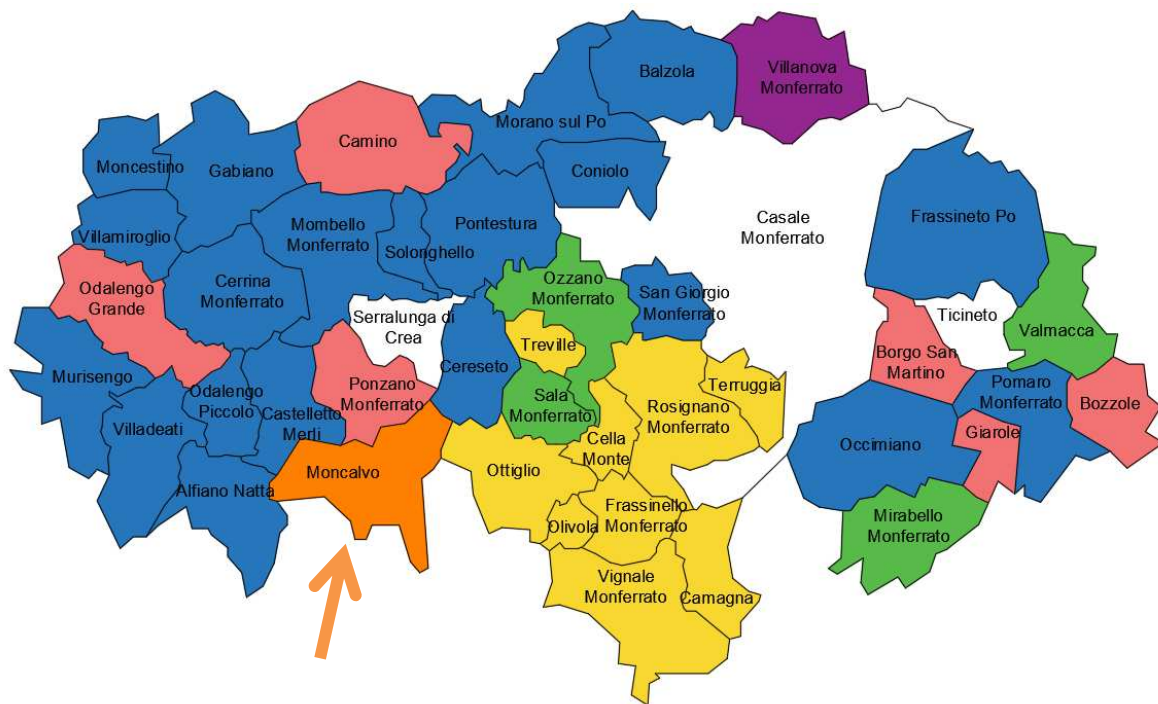 Balzola
Villanova
Monferrato
Morano sul Po
Camino
Moncestino
Gabiano
Coniolo
Villamiroglio
Mombello
Monferrato
Solonghello
Pontestura
Casale
Monferrato
Frassineto Po
Odalengo
Grande
Cerrina
Monferrato
Ozzano
Monferrato
San Giorgio
Monferrato
Serralunga di
Crea
Ticineto
Valmacca
Treville
Borgo San
Martino
Murisengo
Odalengo
Piccolo
Castelletto
Merli
Ponzano
Monferrato
Cereseto
Sala
Monferrato
Terruggia
Rosignano
Monferrato
Pomaro
Monferrato
Bozzole
Villadeati
Cella
Monte
Occimiano
Giarole
Alfiano Natta
Moncalvo
Ottiglio
Olivola
Frassinello
Monferrato
Mirabello
Monferrato
Vignale
Monferrato
Camagna